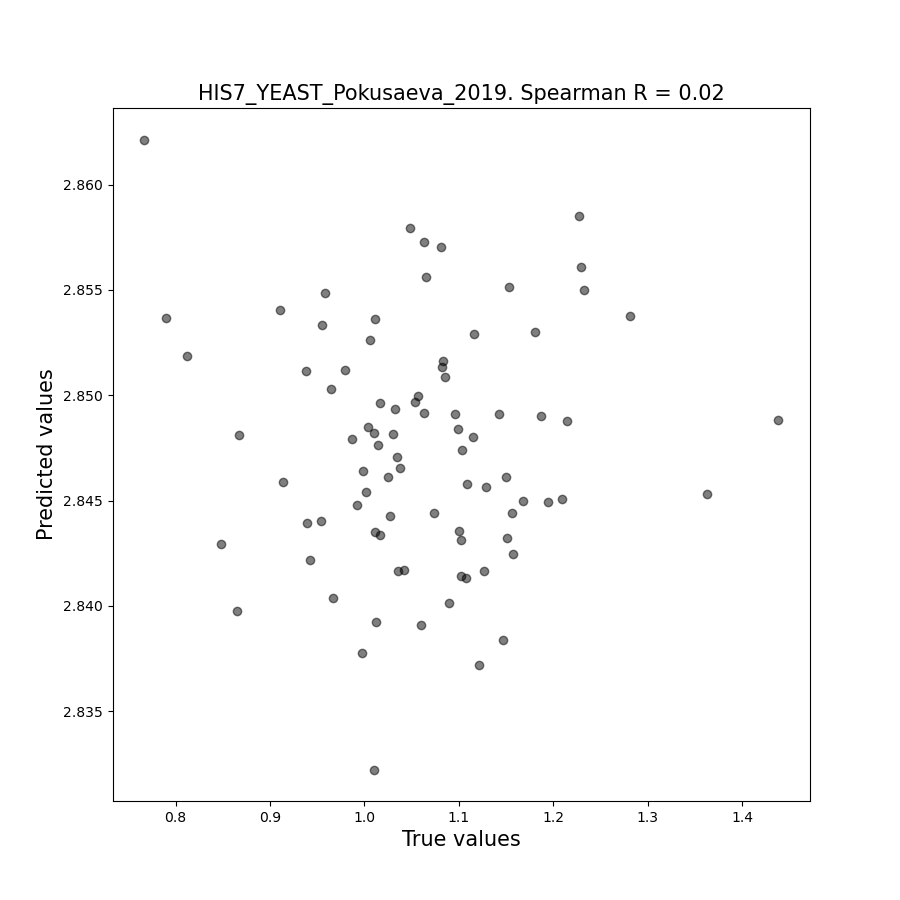 HIS7_YEAST_Pokusaeva_2019. Spearman R = 0.02
Predicted values
2.860
2.855
2.850
2.845
2.840
2.835
0.8 0.9 1.0 1.1 1.2 1.3 1.4
True values